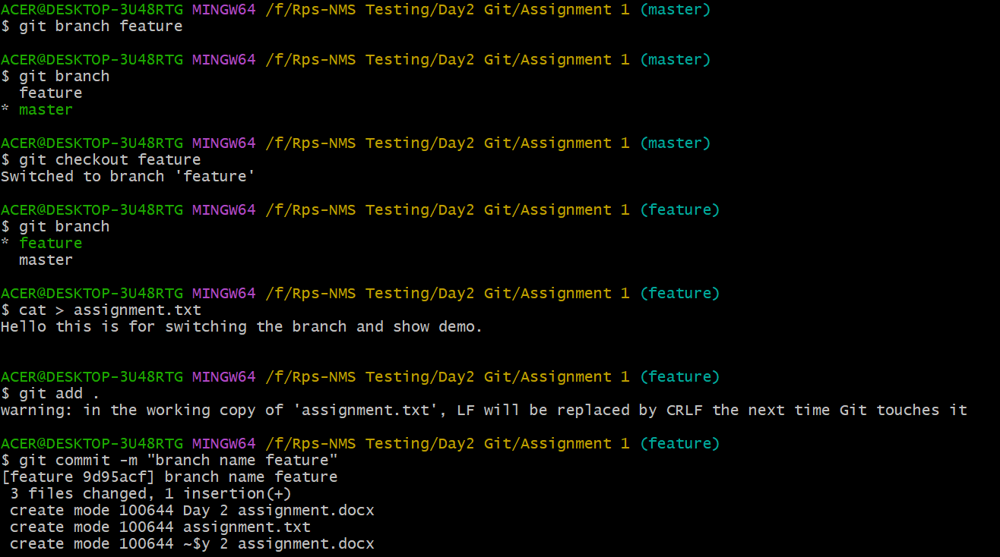 ACER@DESKTOP-3U48RTG MINGW64 /f/Rps-NMS Testing/Day2 Git/Assignment 1 (master)
$ git branch feature
ACER@DESKTOP-3U48RTG MINGW64 /f/Rps-NMS Testing/Day2 Git/Assignment 1 (master)
$ git branch
  feature
* master
ACER@DESKTOP-3U48RTG MINGW64 /f/Rps-NMS Testing/Day2 Git/Assignment 1 (master)
$ git checkout feature
Switched to branch 'feature'
ACER@DESKTOP-3U48RTG MINGW64 /f/Rps-NMS Testing/Day2 Git/Assignment 1 (feature)
$ git branch
* feature
  master
ACER@DESKTOP-3U48RTG MINGW64 /f/Rps-NMS Testing/Day2 Git/Assignment 1 (feature)
$ cat > assignment.txt
Hello this is for switching the branch and show demo.
ACER@DESKTOP-3U48RTG MINGW64 /f/Rps-NMS Testing/Day2 Git/Assignment 1 (feature)
$ git add .
warning: in the working copy of 'assignment.txt', LF will be replaced by CRLF the next time Git touches it
ACER@DESKTOP-3U48RTG MINGW64 /f/Rps-NMS Testing/Day2 Git/Assignment 1 (feature)
$ git commit -m "branch name feature"
[feature 9d95acf] branch name feature
 3 files changed, 1 insertion(+)
 create mode 100644 Day 2 assignment.docx
 create mode 100644 assignment.txt
 create mode 100644 ~$y 2 assignment.docx